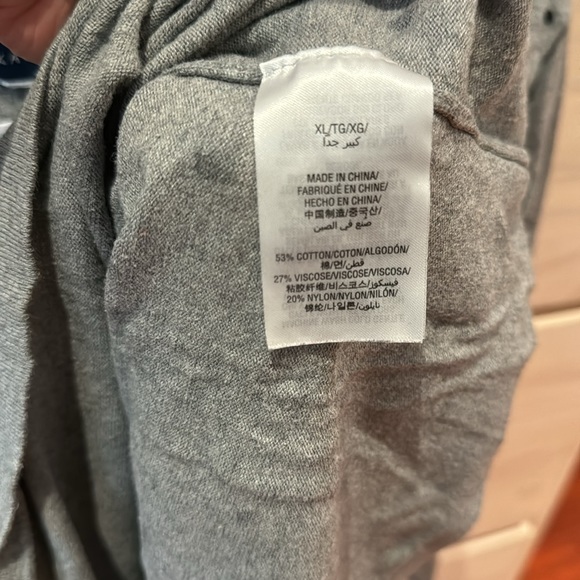 XL/TG/XG/
كبير جداً
MADE IN CHINA/
FABRIQUÉ EN CHINE/
HECHO EN CHINA/
中国制造/중국산/
صنع في الصين
53% COTTON/COTON/ALGODÓN/
棉/면/قطن
27% VISCOSE/VISCOSE/VISCOSA/
粘胶纤维/비스코스/فيسكوز
20% NYLON/NYLON/NILÓN/
锦纶/나일론/نايلون